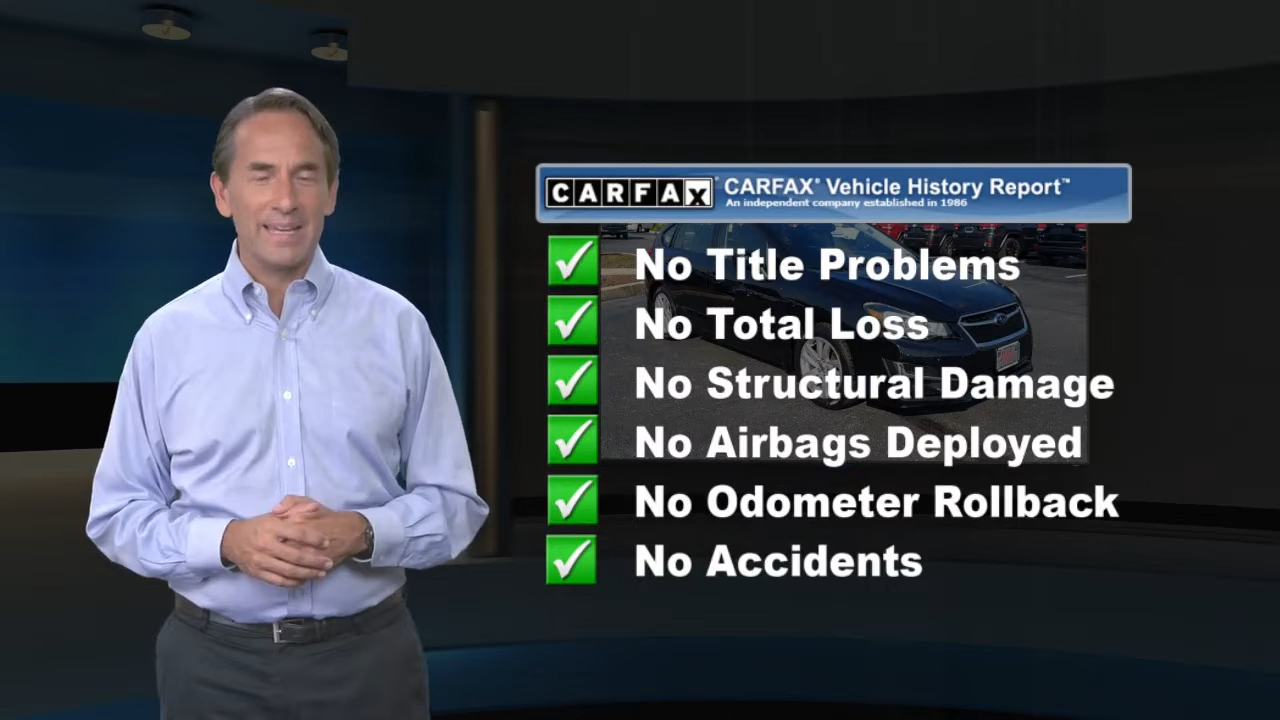 CARFAX
CARFAX® Vehicle History Report™
An independent company established in 1986
No Title Problems
No Total Loss
No Structural Damage
No Airbags Deployed
No Odometer Rollback
No Accidents